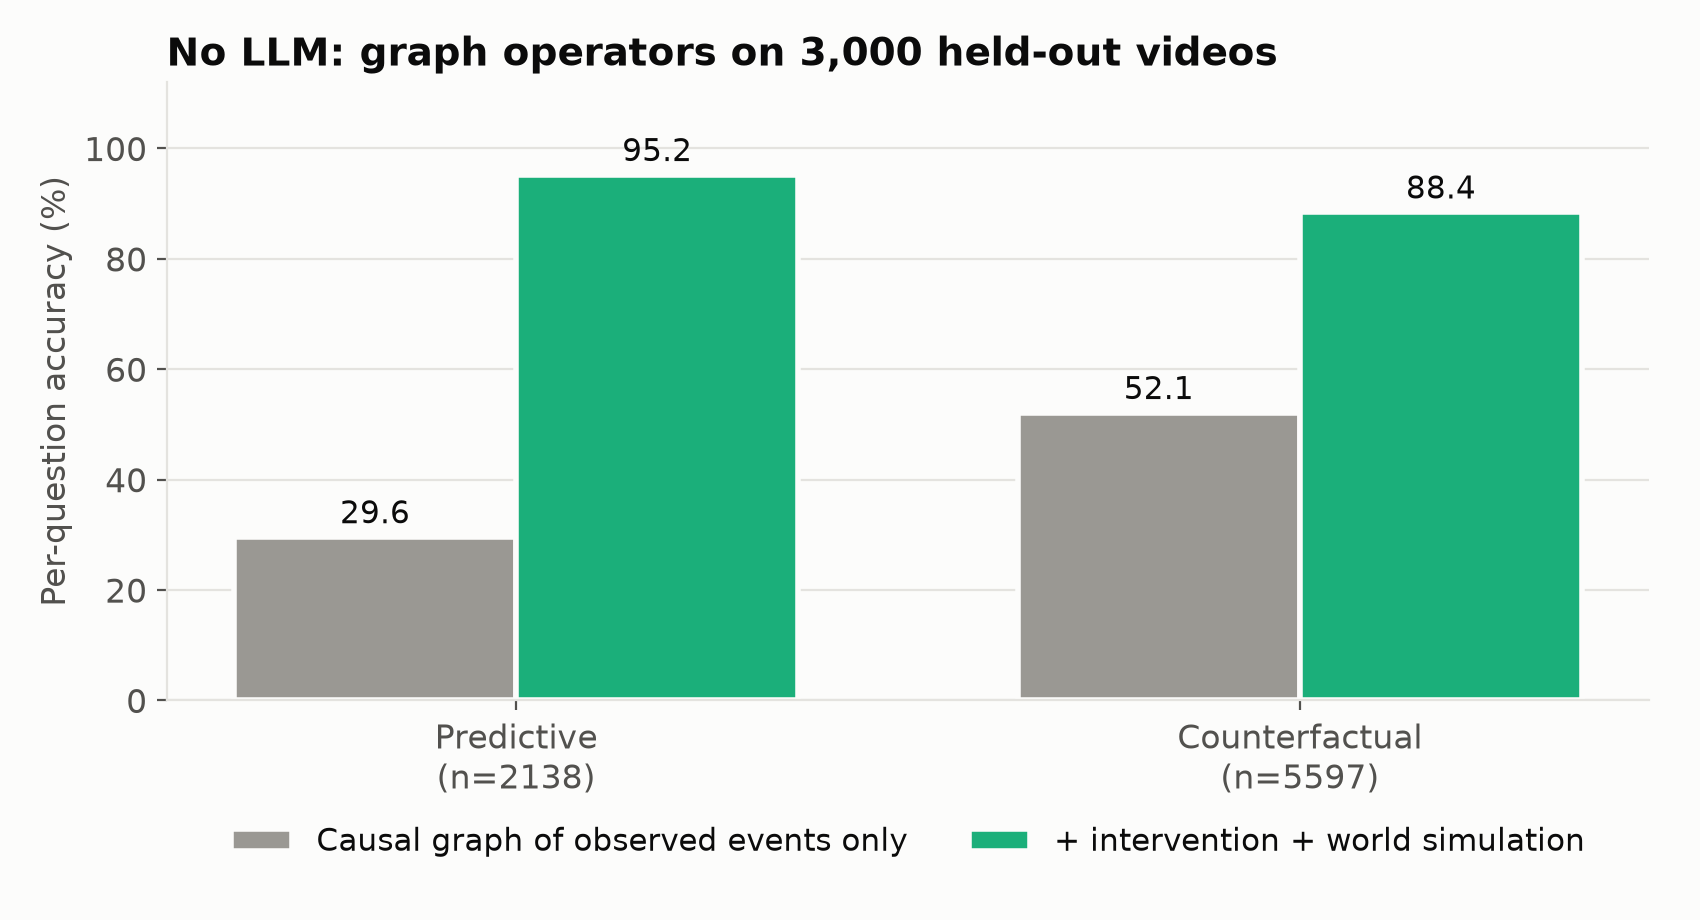 No LLM: graph operators on 3,000 held-out videos
Per-question accuracy (%)
100
80
60
40
20
0
95.2
88.4
52.1
29.6
Predictive
(n=2138)
Counterfactual
(n=5597)
Causal graph of observed events only
+ intervention + world simulation